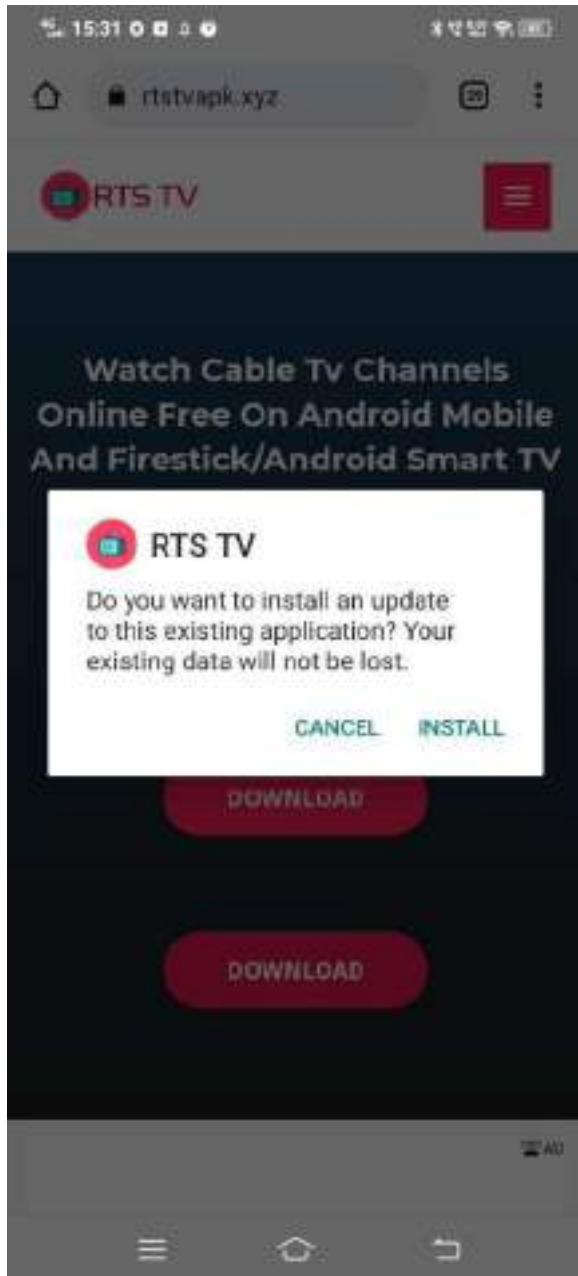 15:31
rtstvapk.xyz
RTS TV
Watch Cable Tv Channels
Online Free On Android Mobile
And Firestick/Android Smart TV
RTS TV
Do you want to install an update
to this existing application? Your
existing data will not be lost.
CANCEL INSTALL
DOWNLOAD
DOWNLOAD